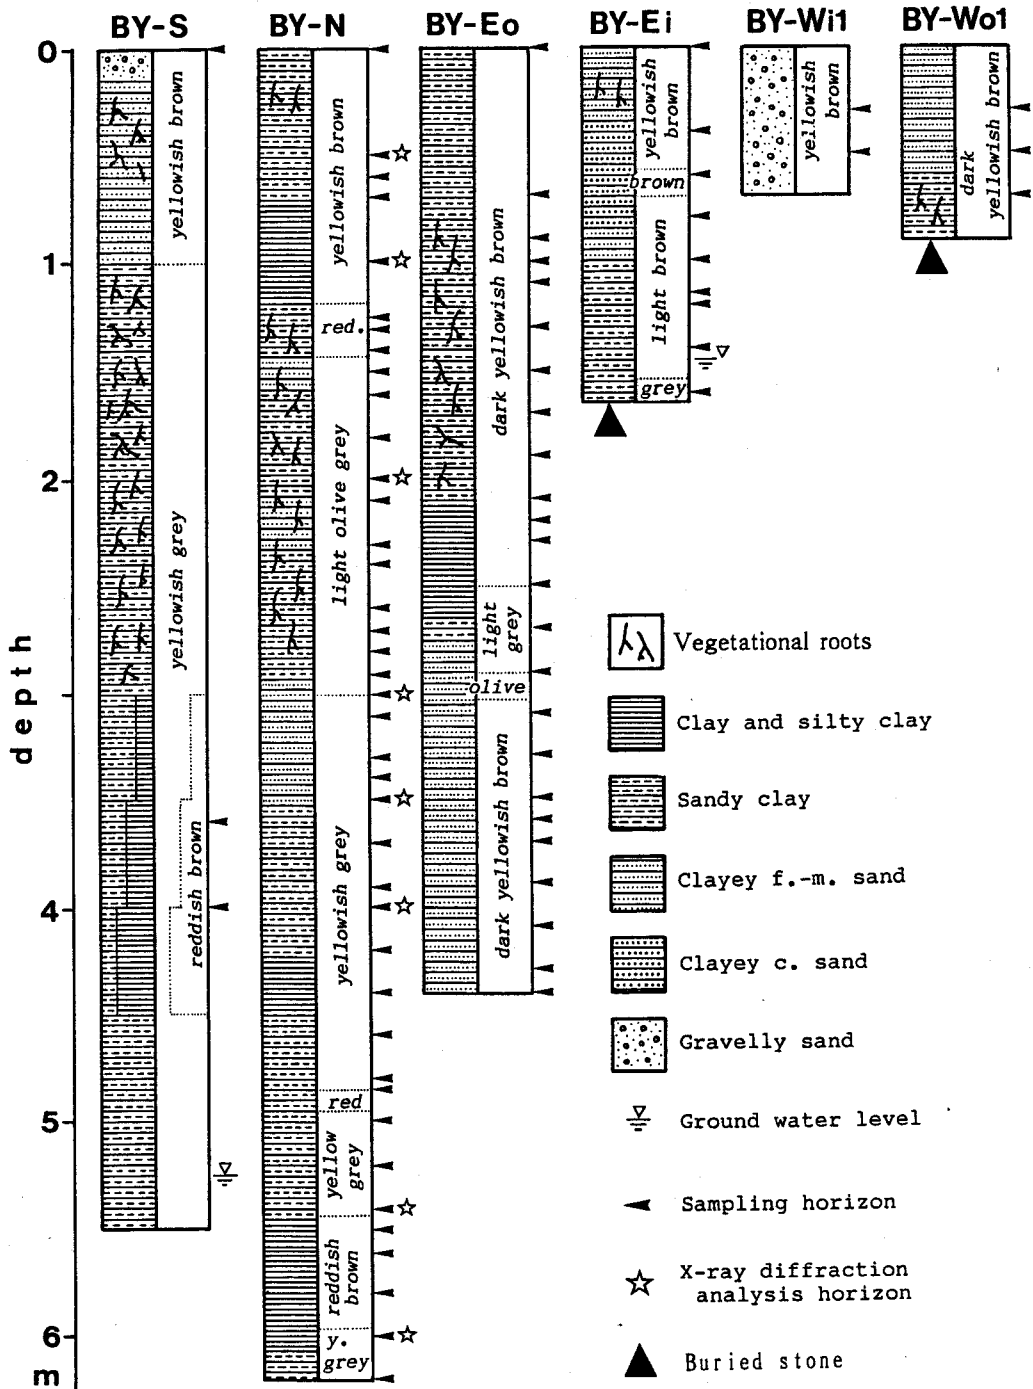 BY-S
BY-N
BY-Eo
BY-Ei
BY-Wi1
BY-Wo1
0
1
2
4
5
6
m
depth
yellowish brown
yellowish grey
reddish brown
yellowish brown
red.
light olive grey
yellowish grey
red
yellow
grey
reddish
brown
y.
grey
dark yellowish brown
light
grey
olive
dark yellowish brown
yellowish
brown
brown
light brown
grey
yellowish
brown
dark
yellowish brown
Vegetational roots
Clay and silty clay
Sandy clay
Clayey f.-m. sand
Clayey c. sand
Gravelly sand
Ground water level
Sampling horizon
X-ray diffraction
analysis horizon
Buried stone